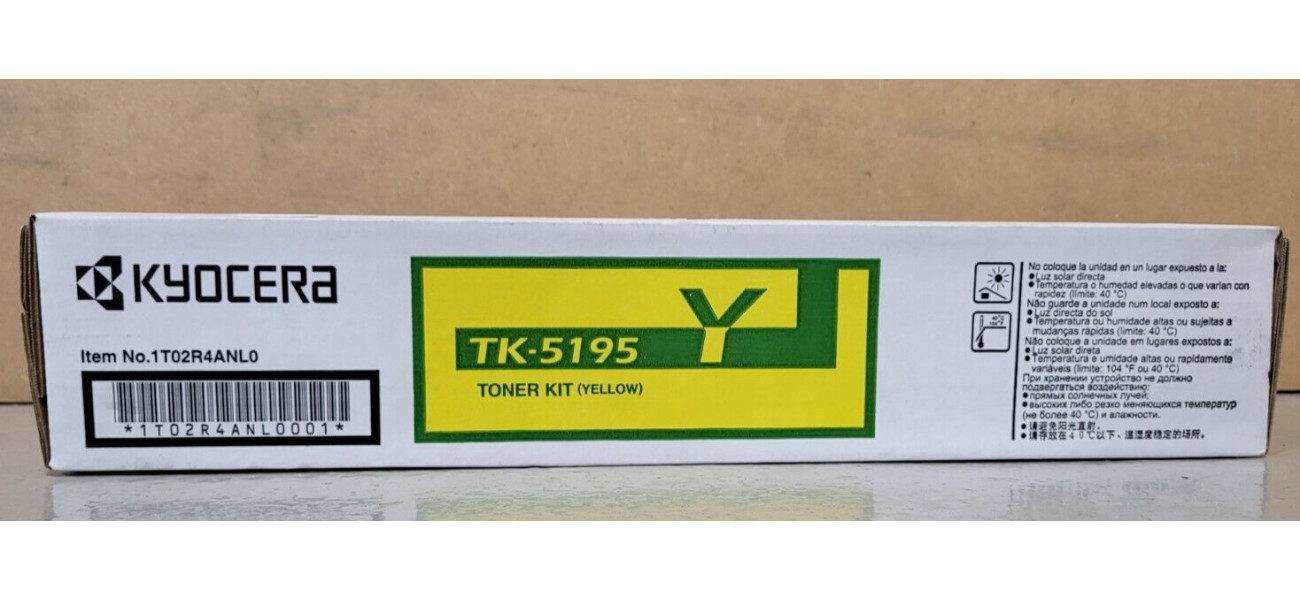 KYOCERA
Item No.1T02R4ANL0
*1T02R4ANL0001*
Y
TK-5195
TONER KIT (YELLOW)
40°C
104°F
No coloque la unidad en un lugar expuesto a la:
●Luz solar directa
●Temperatura o humedad elevadas o que varían con
rapidez (límite: 40 °C)
Não guarde a unidade num local exposto a:
●Luz directa do sol
●Temperatura ou humidade altas ou sujeitas a
mudanças rápidas (limite: 40 °C)
Não coloque a unidade em lugares expostos a:
●Luz solar direta
●Temperatura e umidade altas ou rapidamente
variáveis (limite: 104 °F ou 40 °C)
При хранении устройство не должно
подвергаться воздействию:
●прямых солнечных лучей;
●высоких либо резко меняющихся температур
(не более 40 °C) и влажности.
●请避免阳光直射.
●请存放在40℃以下、温湿度稳定的场所。